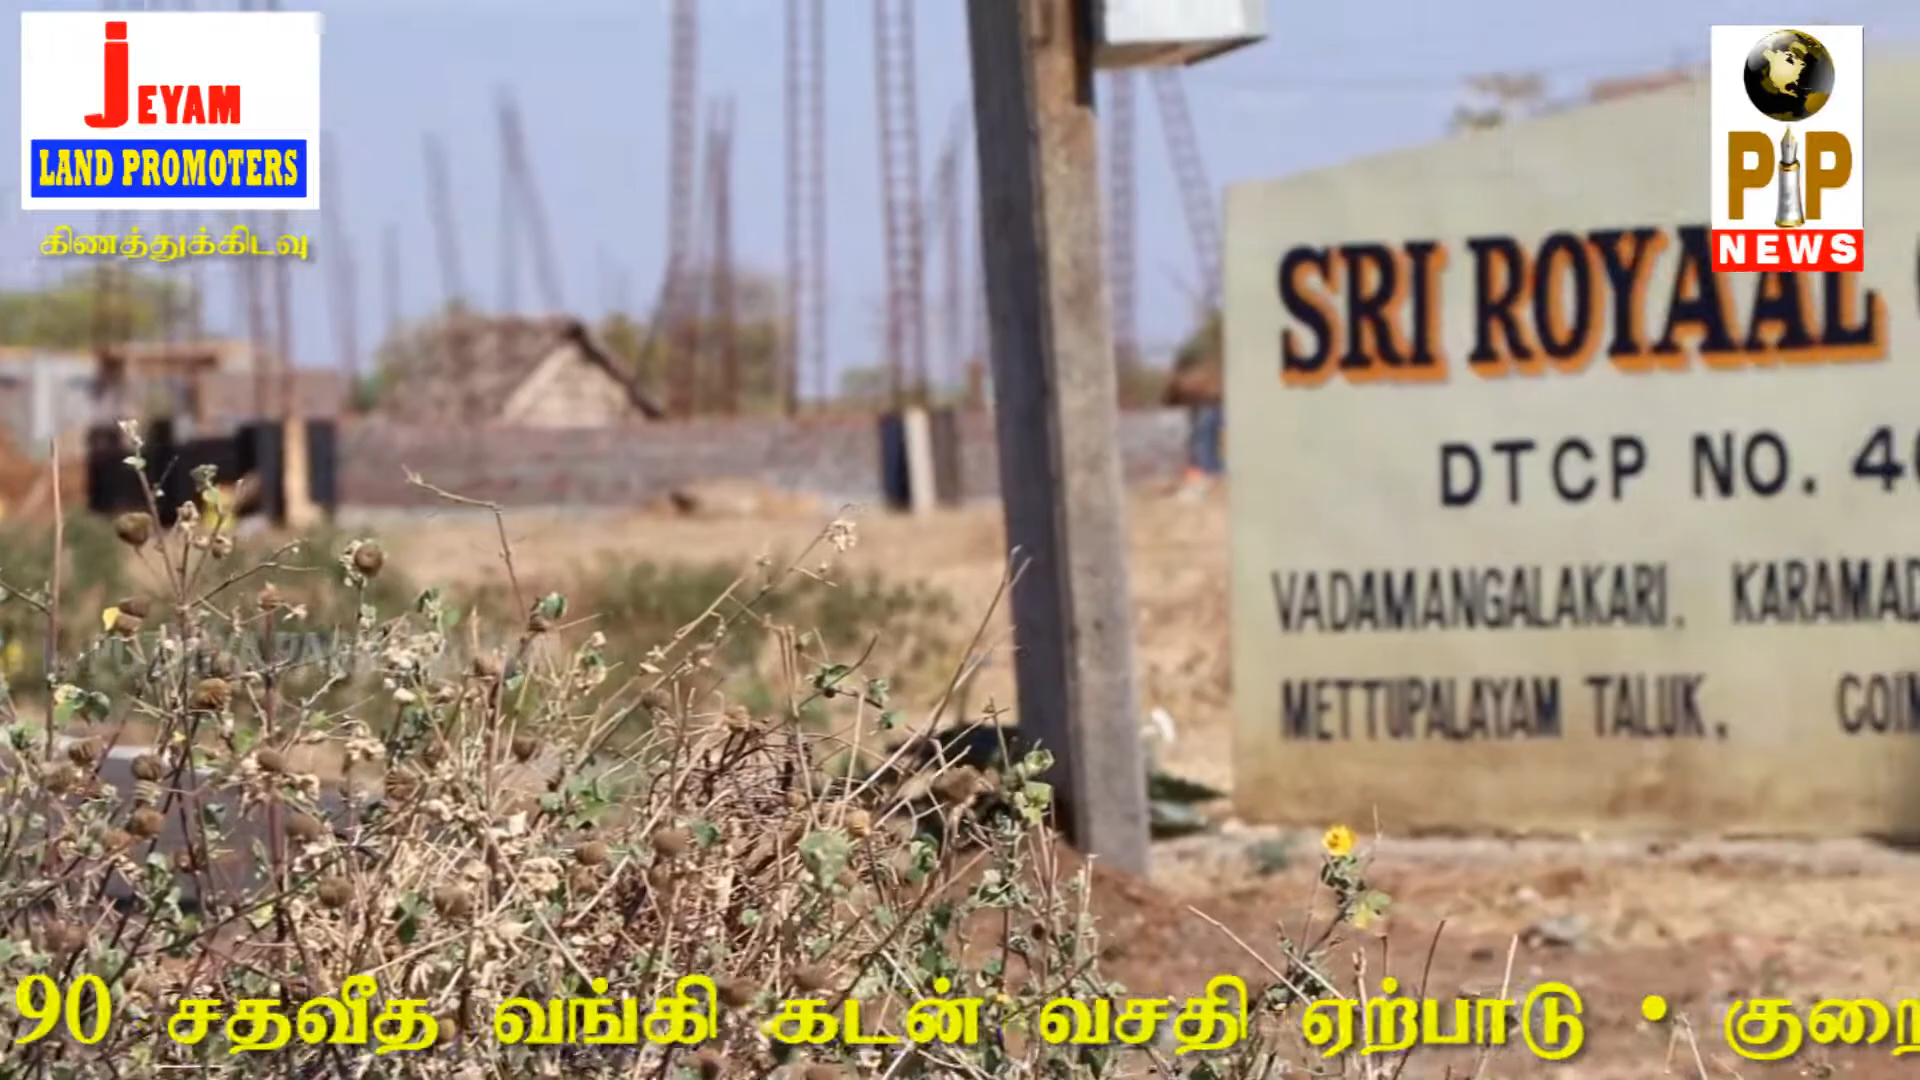 JEYAM
LAND PROMOTERS
கிணத்துக்கிடவு
PiP
NEWS
SRI ROYAAL
DTCP NO. 4
VADAMANGALAKARI. KARAMAD
METTUPALAYAM TALUK, COIM
90 சதவீத வங்கி கடன் வசதி ஏற்பாடு • குறை